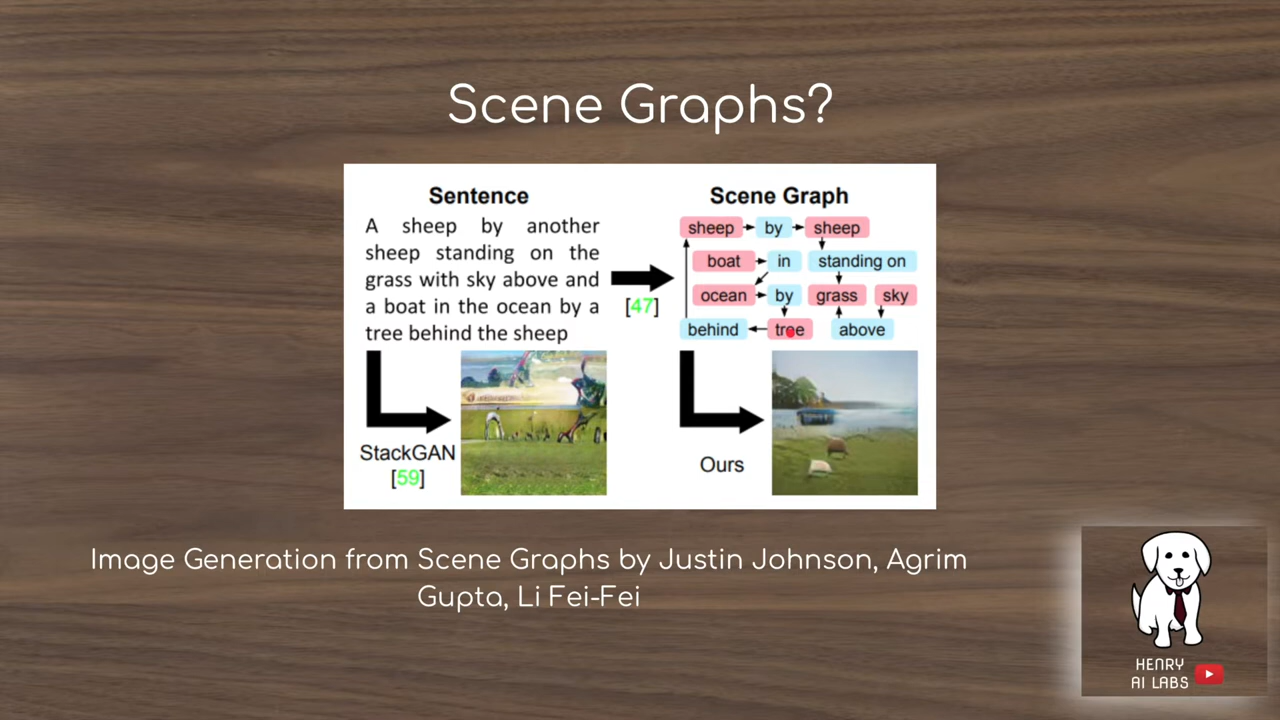 Scene Graphs?
Sentence
A sheep by another
sheep standing on the
grass with sky above and
a boat in the ocean by a
tree behind the sheep
[47]
Scene Graph
sheep by sheep
boat in standing on
ocean by grass sky
behind tree above
StackGAN
[59]
Ours
Image Generation from Scene Graphs by Justin Johnson, Agrim
Gupta, Li Fei-Fei
HENRY
AI LABS